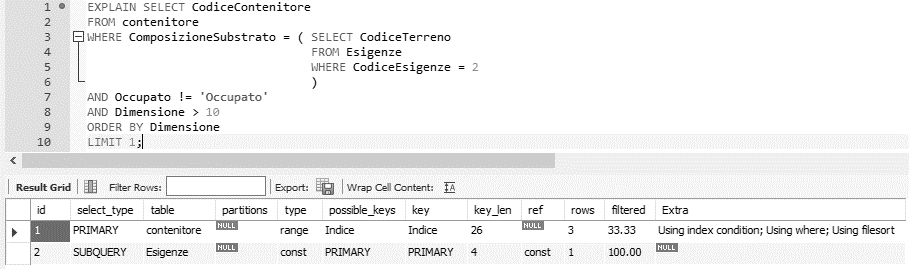 1 EXPLAIN SELECT CodiceContenitore
2 FROM contenitore
3 WHERE ComposizioneSubstrato = ( SELECT CodiceTerreno
4 FROM Esigenze
5 WHERE CodiceEsigenze = 2
6 )
7 AND Occupato != 'Occupato'
8 AND Dimensione > 10
9 ORDER BY Dimensione
10 LIMIT 1;
Result Grid Filter Rows: Export: Wrap Cell Content: IA
id select_type table partitions type possible_keys key key_len ref rows filtered Extra
1 PRIMARY contenitore NULL range Indice Indice 26 NULL 3 33.33 Using index condition; Using where; Using filesort
2 SUBQUERY Esigenze NULL const PRIMARY PRIMARY 4 const 1 100.00 NULL